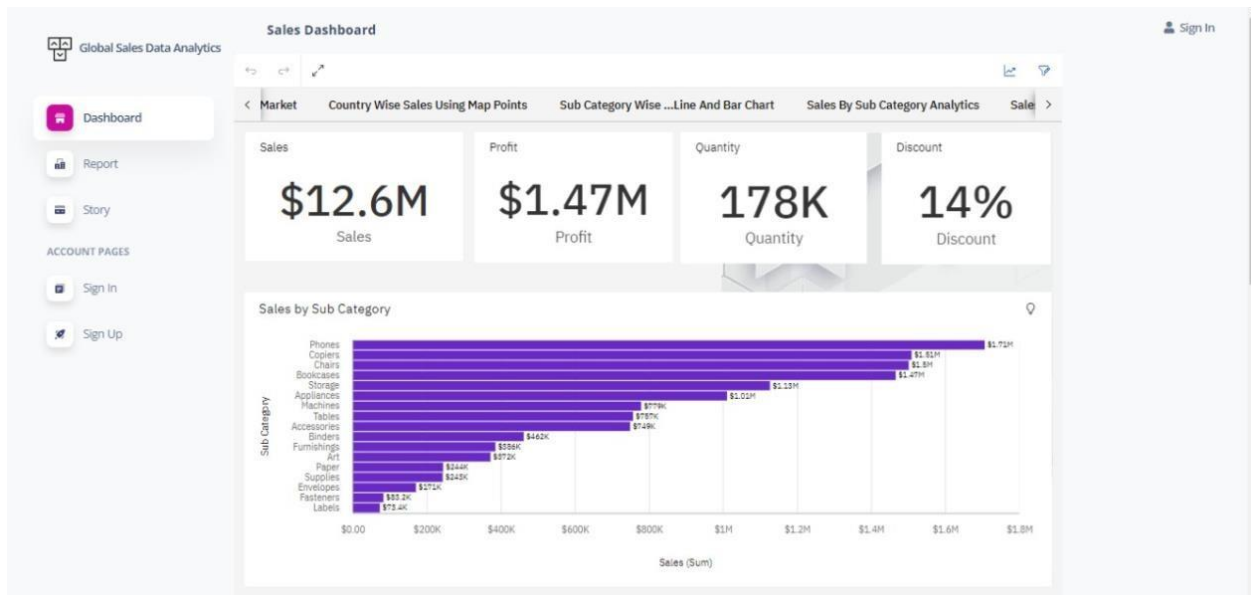 Global Sales Data Analytics
Sales Dashboard
Sign In
Dashboard
Report
Story
ACCOUNT PAGES
Sign In
Sign Up
Market Country Wise Sales Using Map Points Sub Category Wise ...Line And Bar Chart Sales By Sub Category Analytics Sale
Sales
$12.6M
Sales
Profit
$1.47M
Profit
Quantity
178K
Quantity
Discount
14%
Discount
Sales by Sub Category
Sub Category
Phones $1.71M
Copiers $1.51M
Chairs $1.5M
Bookcases $1.47M
Storage $1.13M
Appliances $1.01M
Machines $779K
Tables $757K
Accessories $749K
Binders $462K
Furnishings $386K
Art $372K
Paper $244K
Supplies $243K
Envelopes $171K
Fasteners $83.2K
Labels $73.4K
$0.00 $200K $400K $600K $800K $1M $1.2M $1.4M $1.6M $1.8M
Sales (Sum)